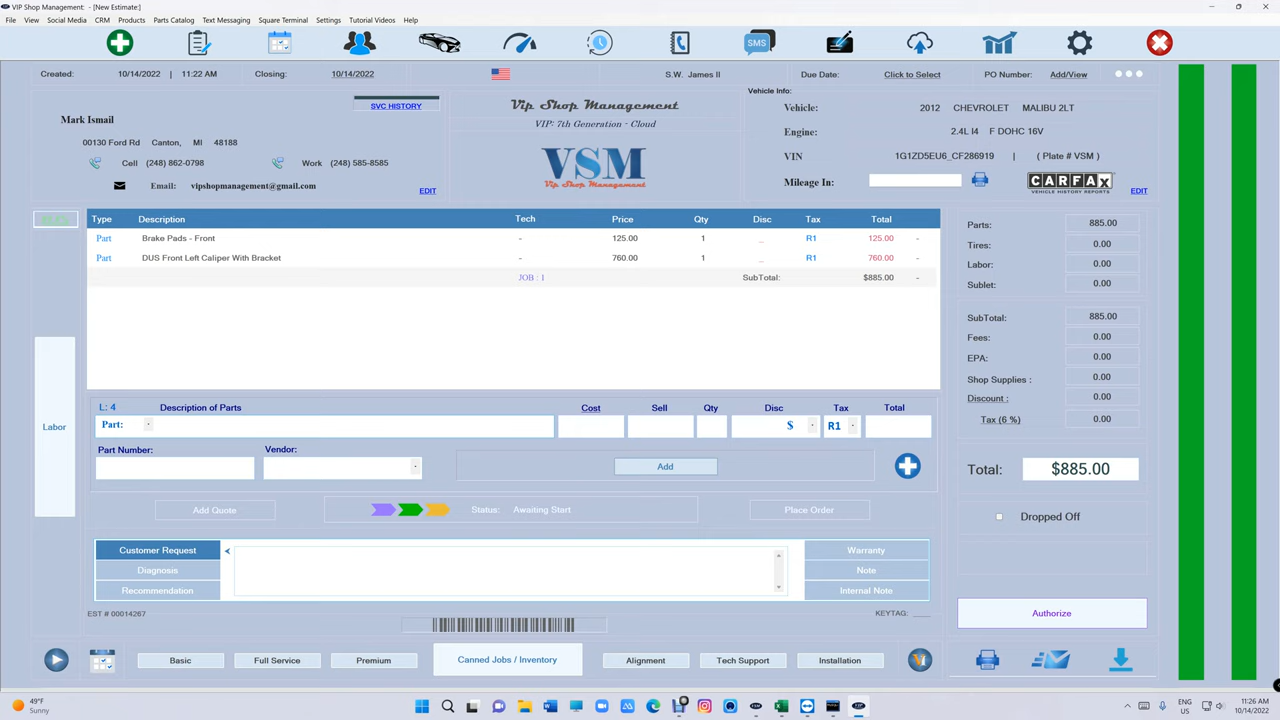 VIP Shop Management: - [New Estimate:]
File View Social Media CRM Products Parts Catalog Text Messaging Square Terminal Settings Tutorial Videos Help
SMS
Created: 10/14/2022 | 11:22 AM Closing: 10/14/2022 S.W. James II Due Date: Click to Select PO Number: Add/View
Vehicle Info:
SVC HISTORY
Vip Shop Management
VIP: 7th Generation - Cloud
VSM
Vip Shop Management
Mark Ismail
00130 Ford Rd Canton, MI 48188
Cell (248) 862-0798 Work (248) 585-8585
Email: vipshopmanagement@gmail.com
EDIT
Vehicle: 2012 CHEVROLET MALIBU 2LT
Engine: 2.4L I4 F DOHC 16V
VIN 1G1ZD5EU6_CF286919 | ( Plate # VSM )
Mileage In:
CARFAX
VEHICLE HISTORY REPORTS
EDIT
Type Description Tech Price Qty Disc Tax Total
Part Brake Pads - Front - 125.00 1 _ R1 125.00 -
Part DUS Front Left Caliper With Bracket - 760.00 1 _ R1 760.00 -
JOB : 1 SubTotal: $885.00 -
Labor
Parts: 885.00
Tires: 0.00
Labor: 0.00
Sublet: 0.00
SubTotal: 885.00
Fees: 0.00
EPA: 0.00
Shop Supplies : 0.00
Discount : 0.00
Tax (6 %) 0.00
Total: $885.00
Dropped Off
Authorize
L: 4 Description of Parts Cost Sell Qty Disc Tax Total
Part: $ R1
Part Number: Vendor:
Add
Add Quote Status: Awaiting Start Place Order
Customer Request < Warranty
Diagnosis Note
Recommendation Internal Note
EST # 00014267 KEYTAG: ____
Basic Full Service Premium Canned Jobs / Inventory Alignment Tech Support Installation
49°F
Sunny
ENG
US
11:26 AM
10/14/2022